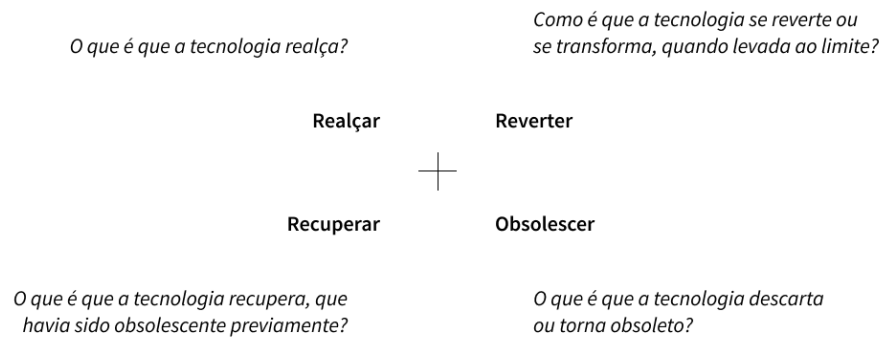 O que é que a tecnologia realça?
Como é que a tecnologia se reverte ou
se transforma, quando levada ao limite?
Realçar
Reverter
Recuperar
Obsolescer
O que é que a tecnologia recupera, que
havia sido obsolescente previamente?
O que é que a tecnologia descarta
ou torna obsoleto?